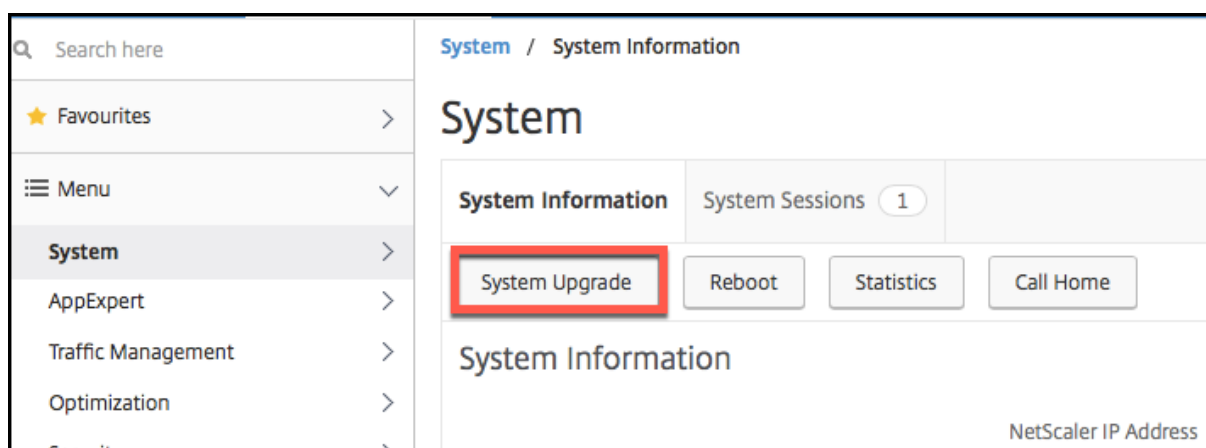 Search here
Favourites
Menu
System
AppExpert
Traffic Management
Optimization
System / System Information
System
System Information
System Sessions 1
System Upgrade
Reboot
Statistics
Call Home
System Information
NetScaler IP Address